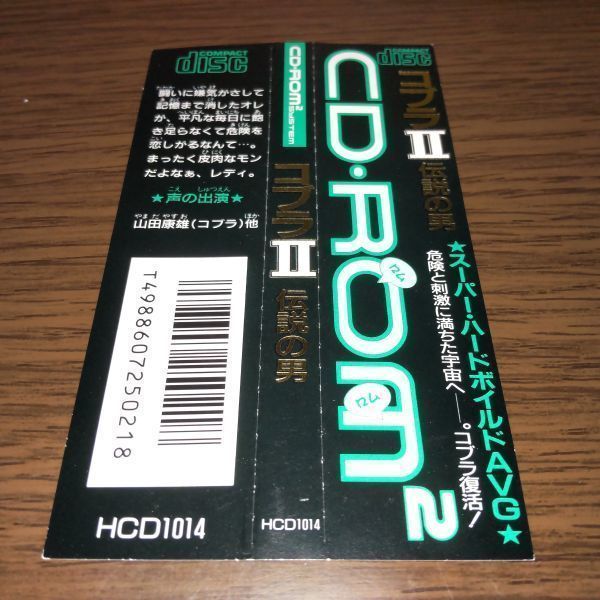 COMPACT
disc
闘いに嫌気かさして
記憶まで消したオレ
が、平凡な毎日に飽
き足らなくて危険を
恋しがるなんて…。
まったく皮肉なモン
だよなぁ、レディ。
★声の出演★
山田康雄(コブラ)他
T4988607250218
HCD1014
CD-ROM2 SYSTEM
コブラII 伝説の男
HCD1014
COMPACT
disc
CD・ROM2
ロム
ロム
コブラII 伝説の男
★スーパー・ハードボイルドAVG★
危険と刺激に満ちた宇宙へ——。コブラ復活!